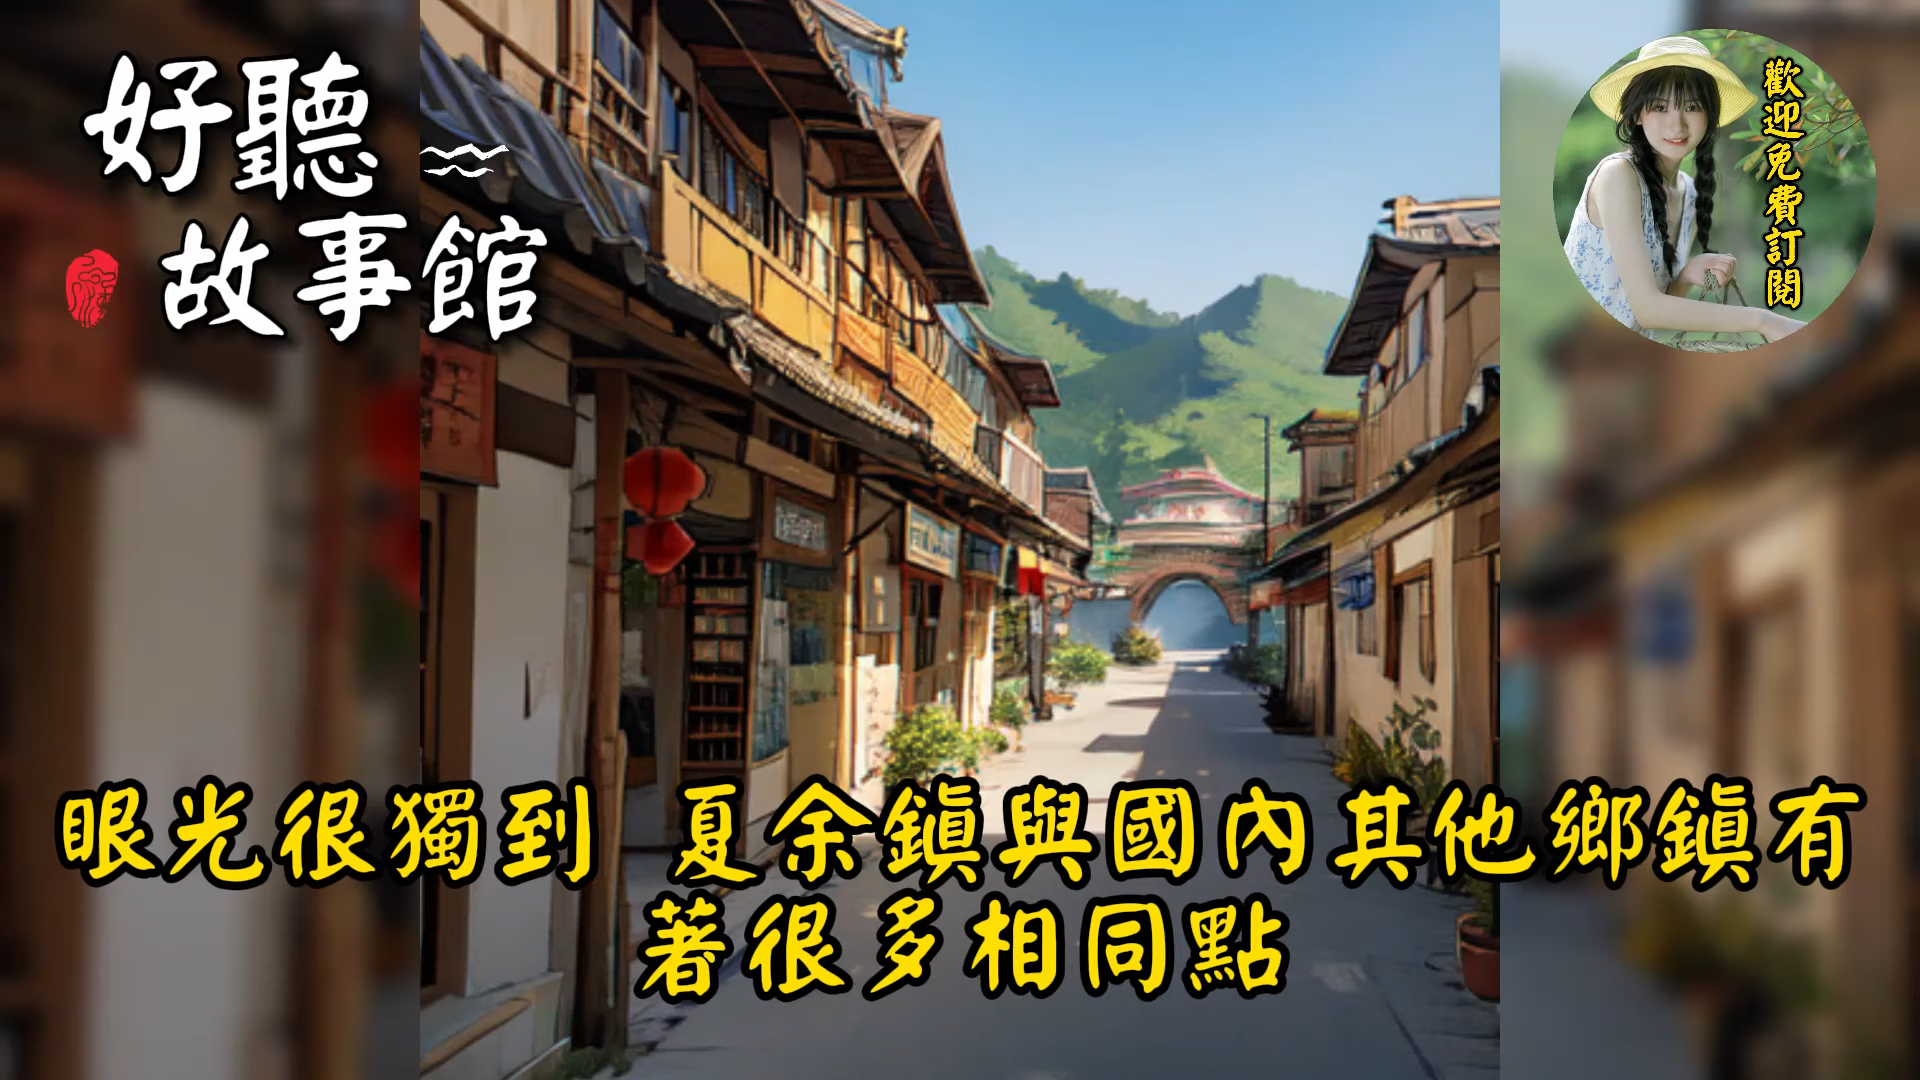 好聽
故事館
歡迎免費訂閱
眼光很獨到 夏余鎮與國內其他鄉鎮有
著很多相同點